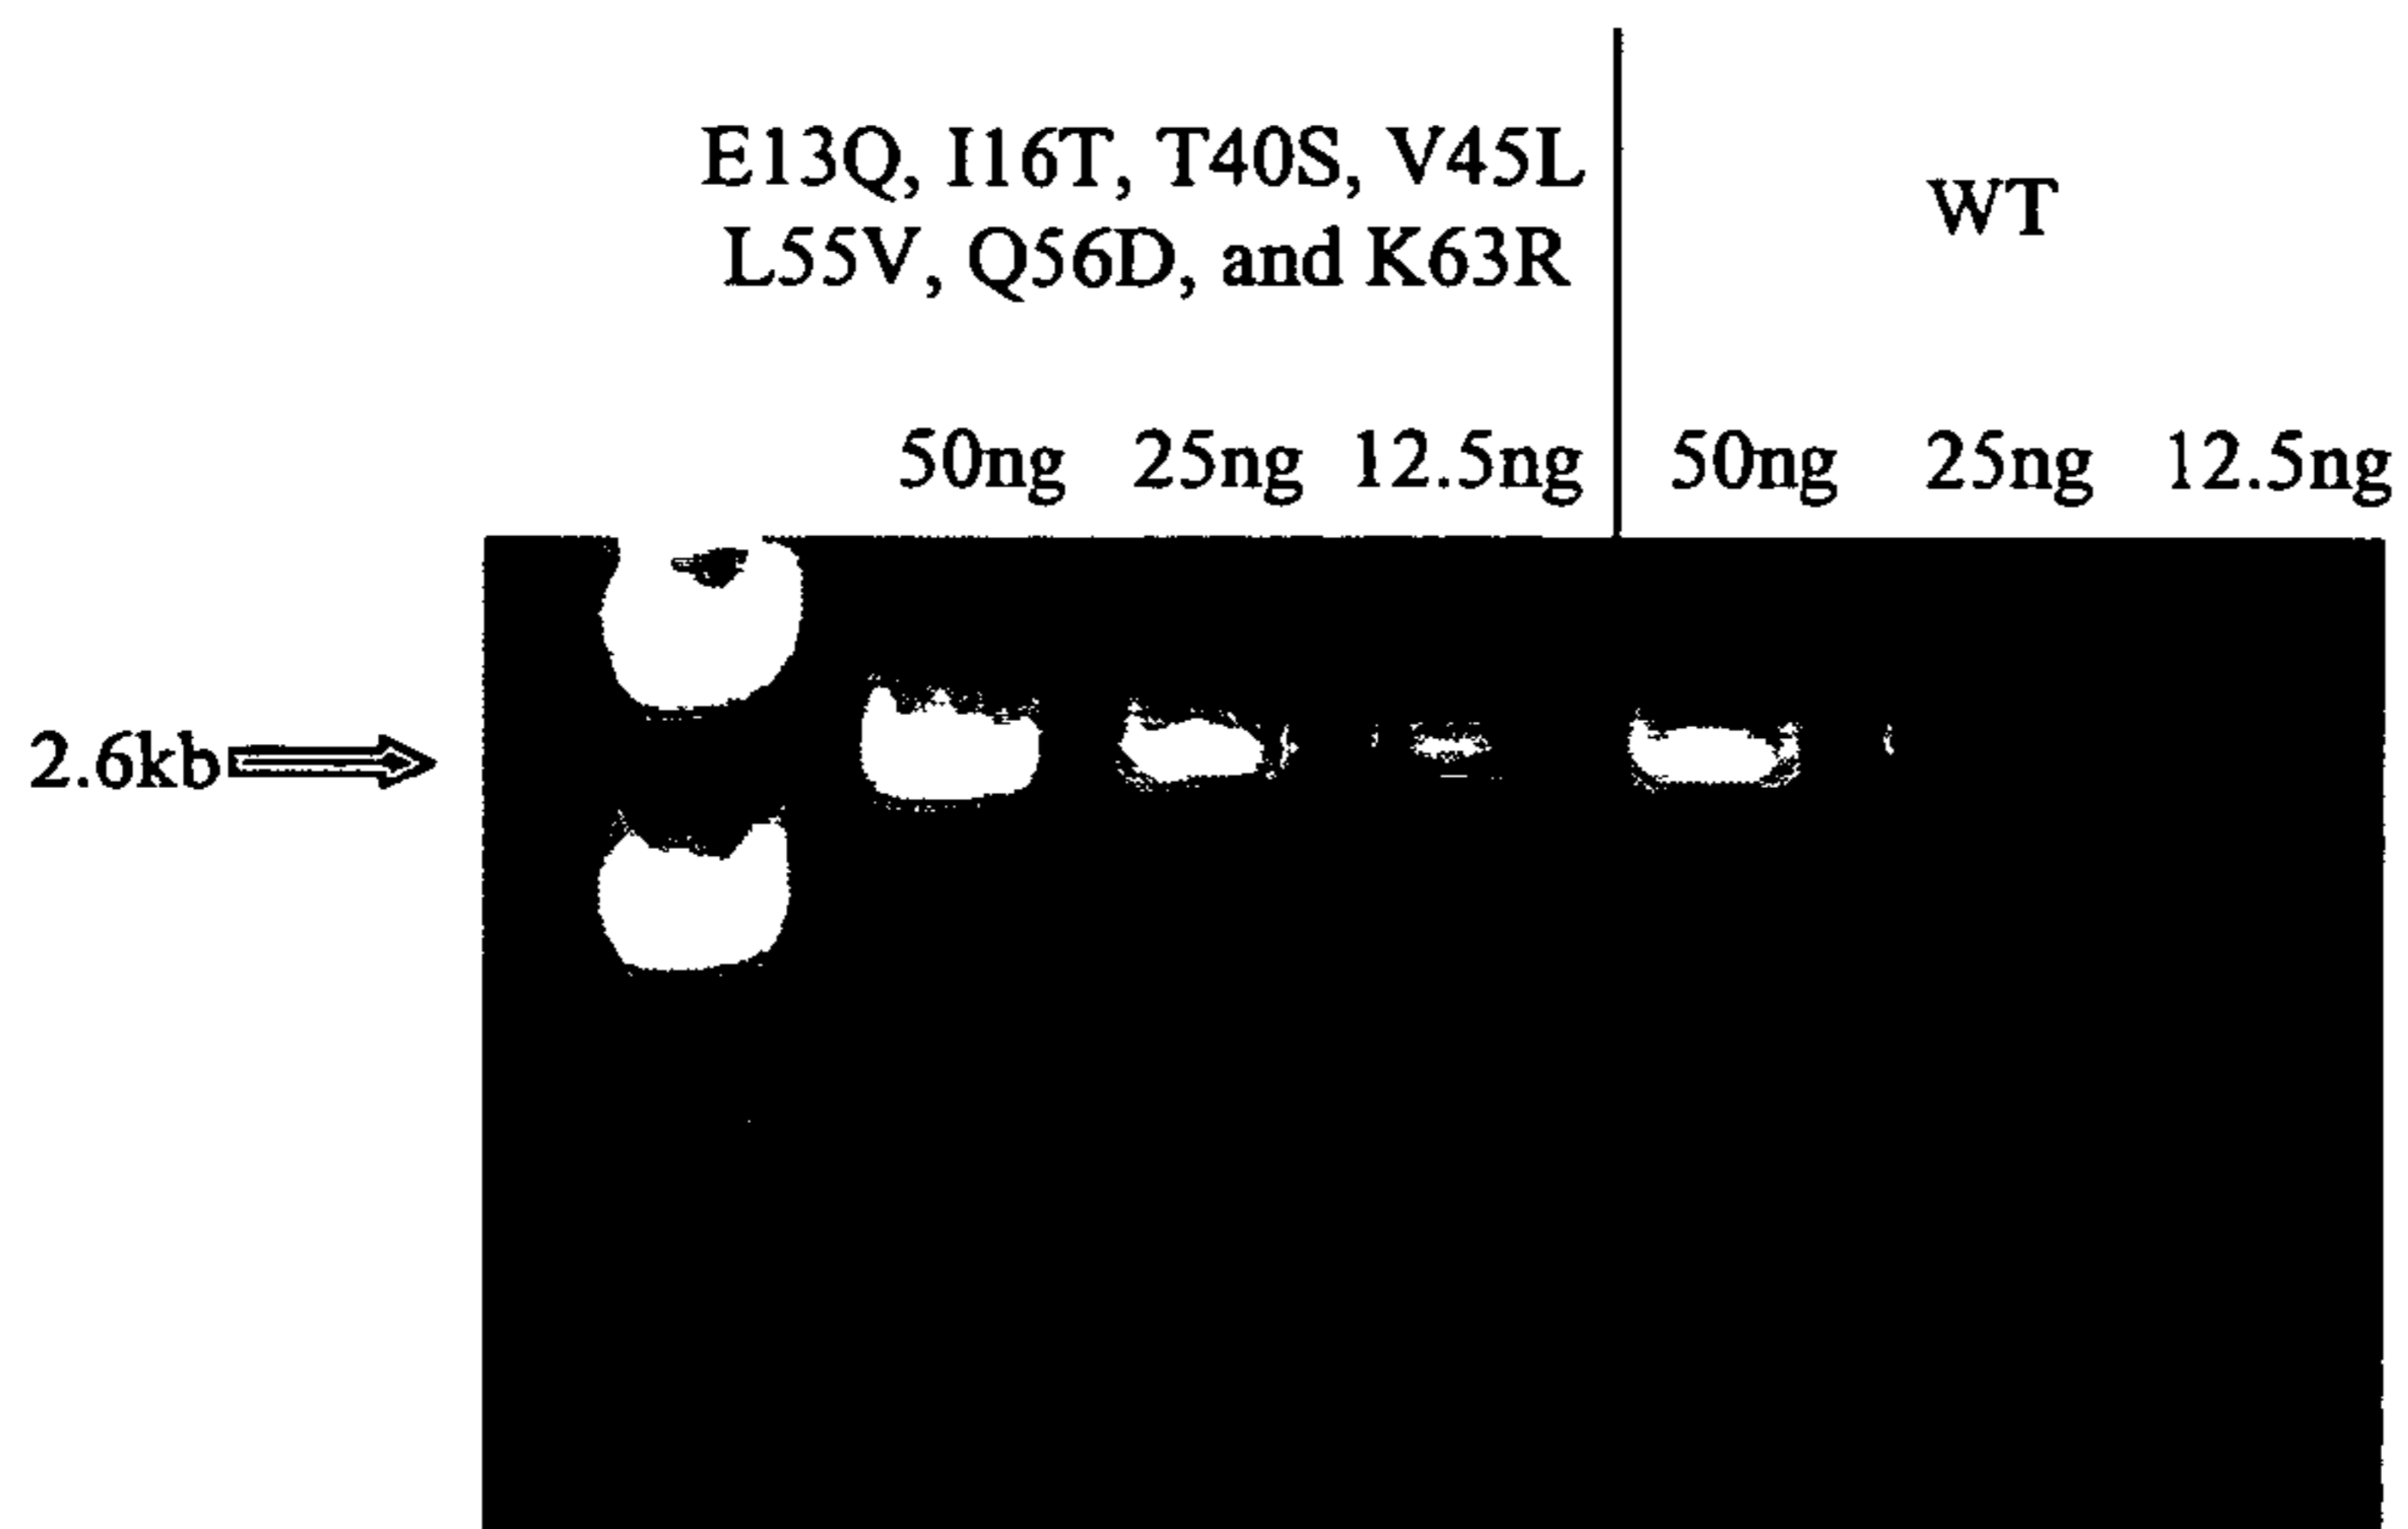 E13Q, I16T, T40S, V45L
L55V, Q56D, and K63R
WT
50ng 25ng 12.5ng 50ng 25ng 12.5ng
2.6kb